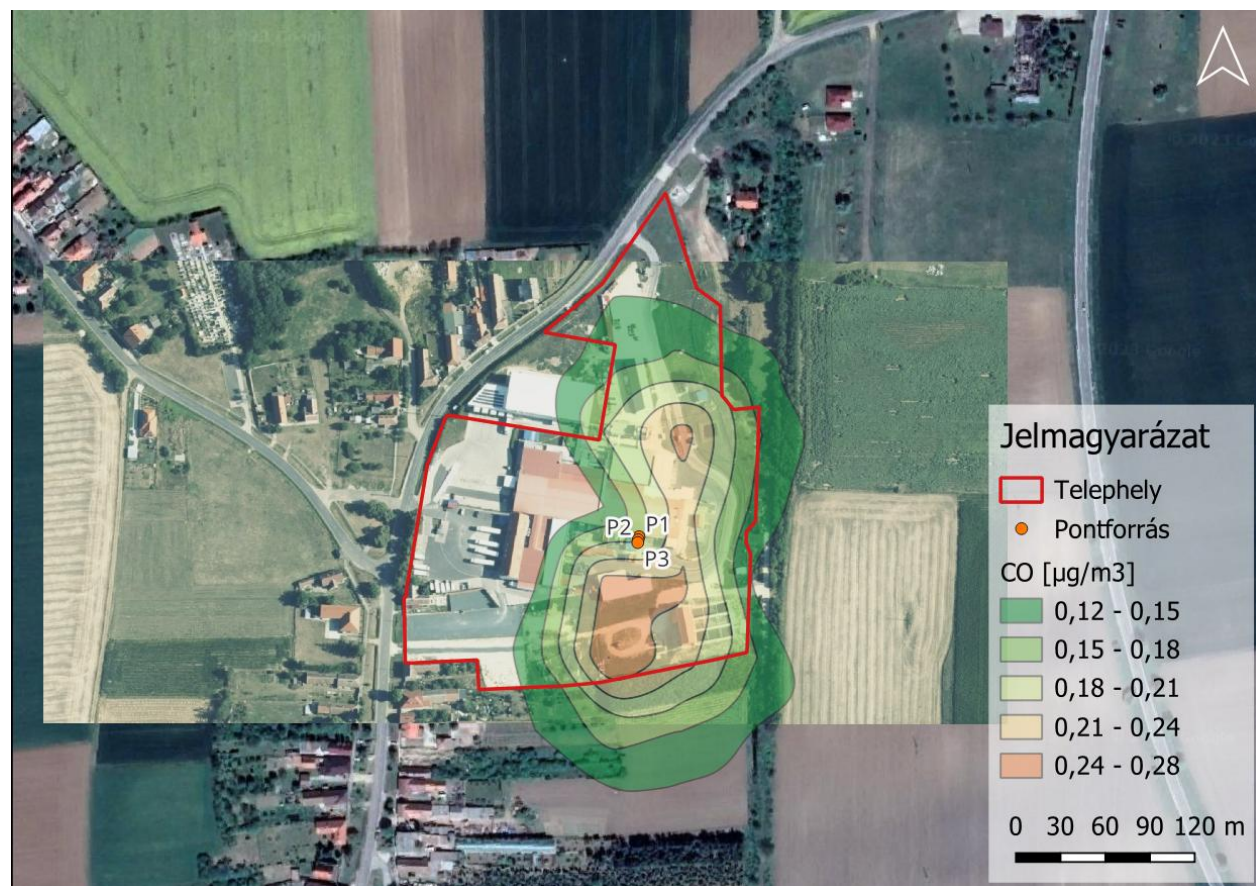 P2 P1
P3
Jelmagyarázat
Telephely
Pontforrás
CO [µg/m3]
0,12 - 0,15
0,15 - 0,18
0,18 - 0,21
0,21 - 0,24
0,24 - 0,28
0 30 60 90 120 m